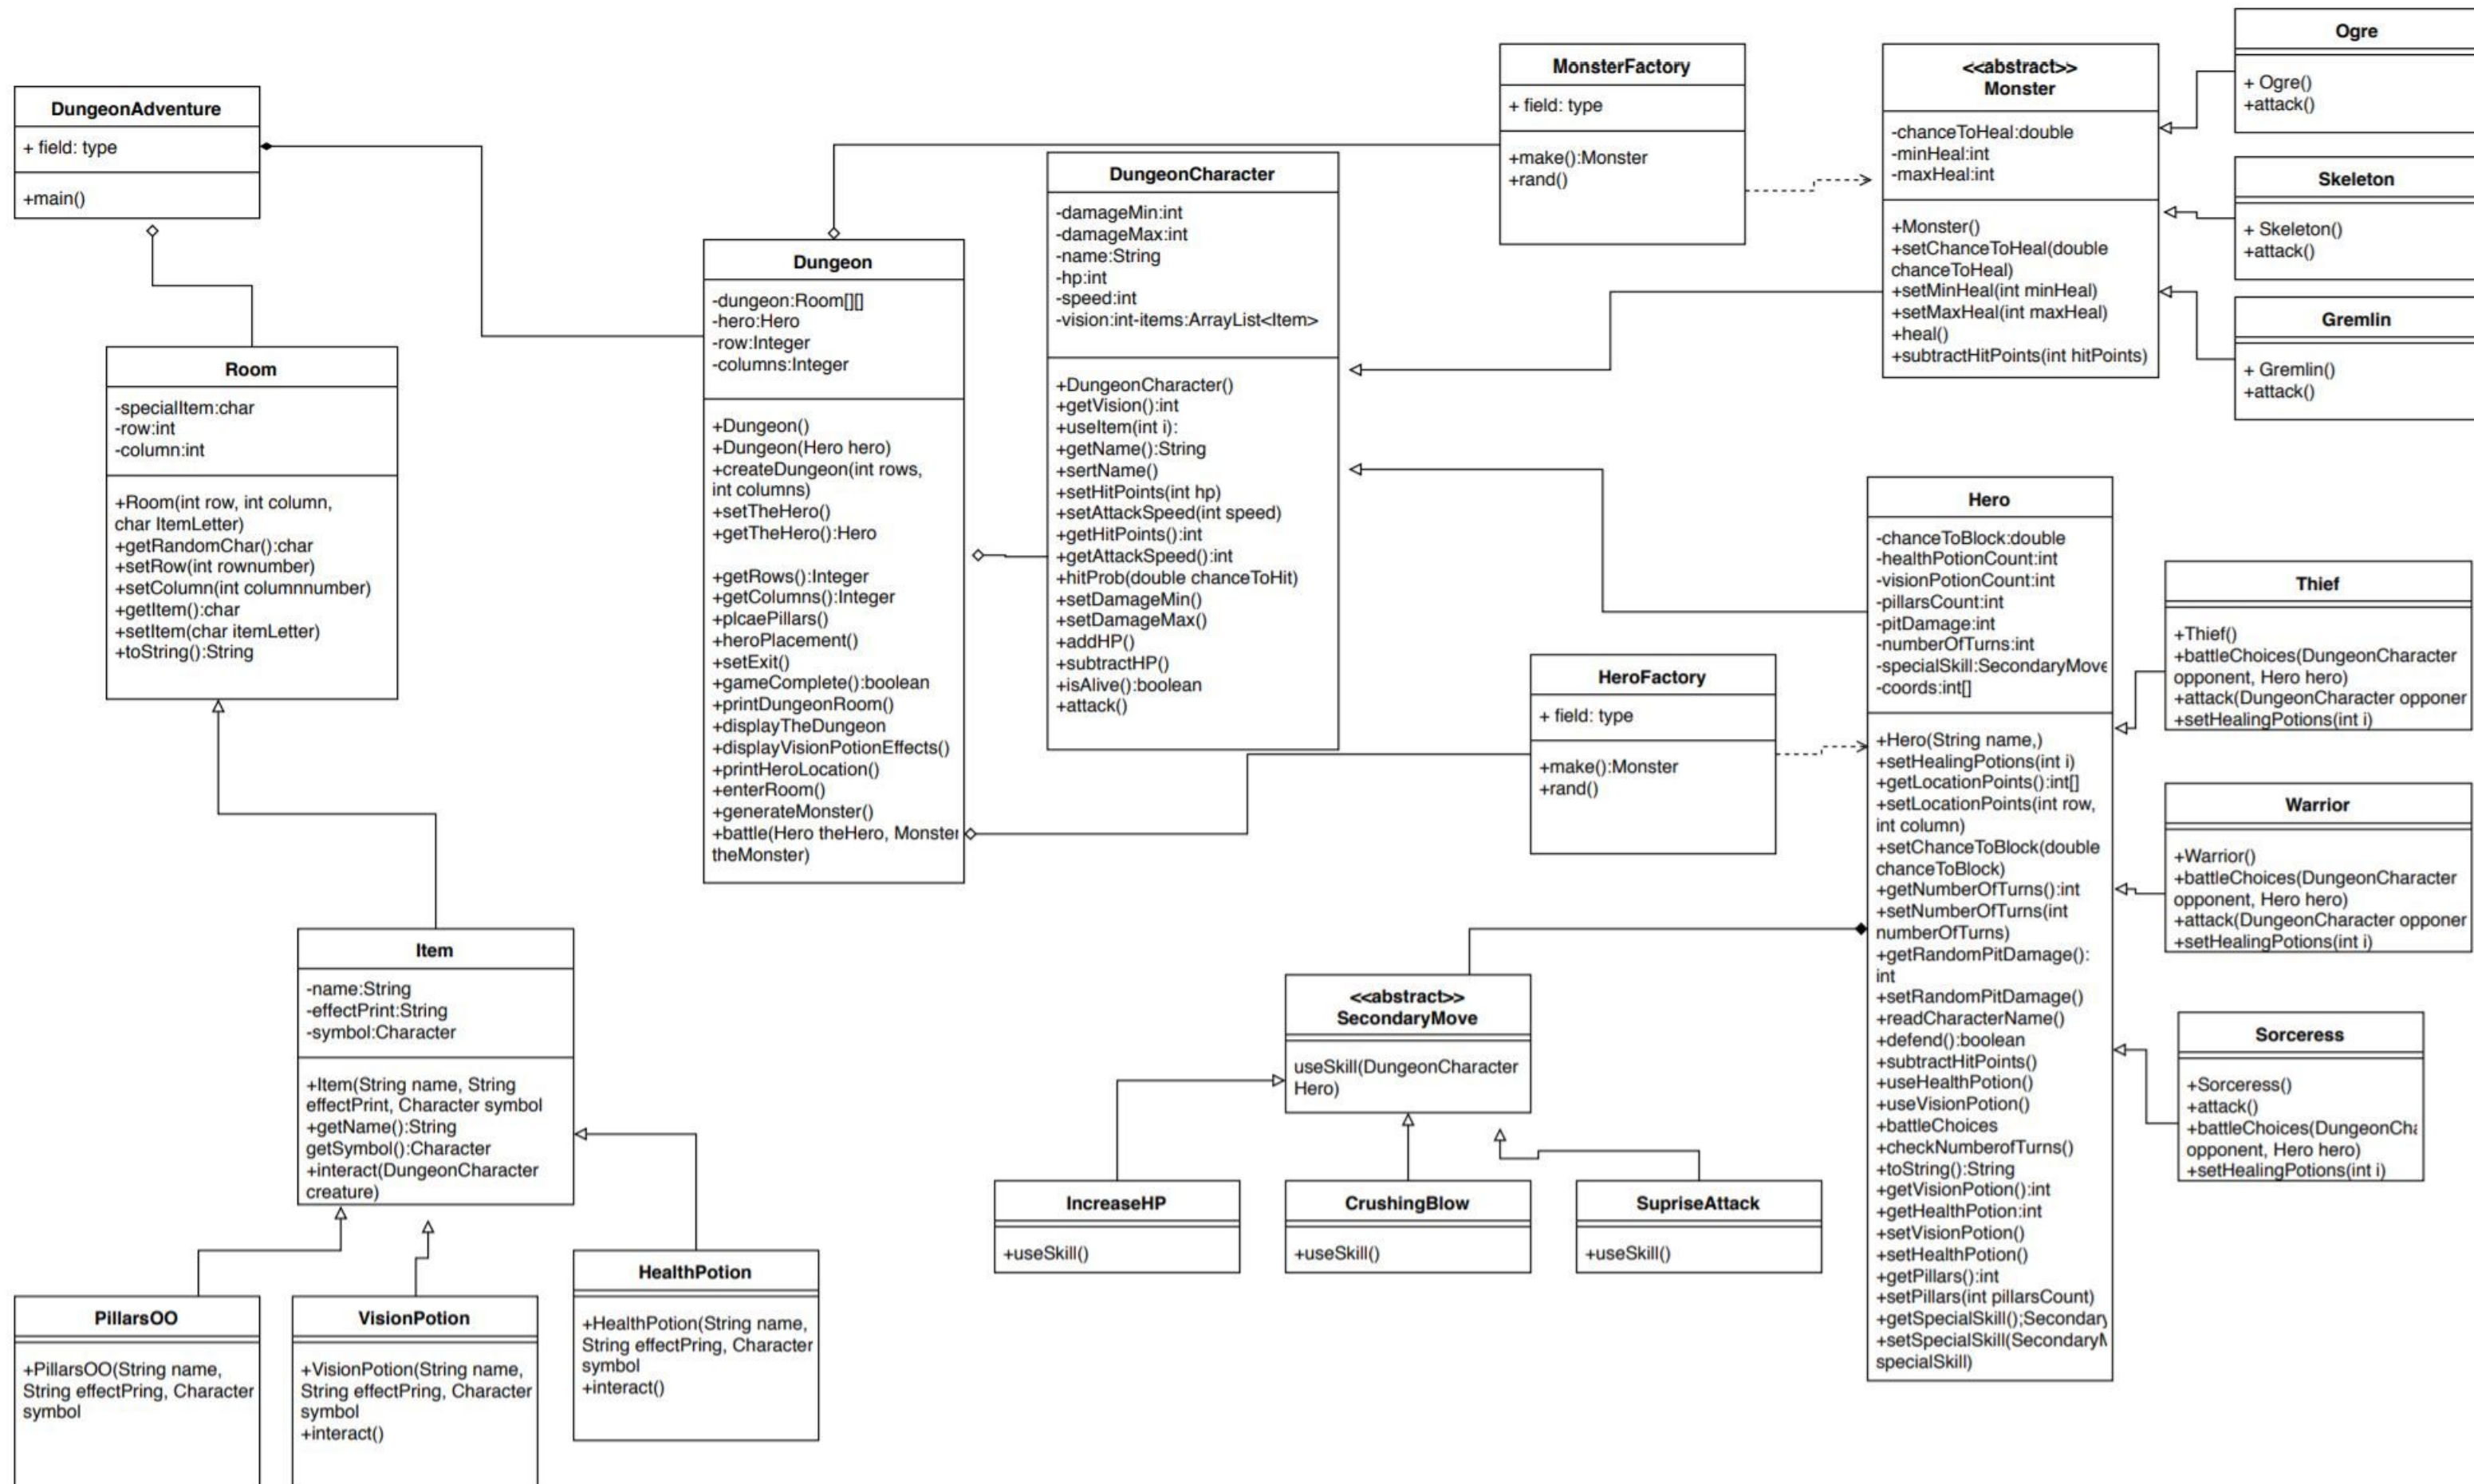 DungeonAdventure
+ field: type
+main()
Room
-specialItem:char
-row:int
-column:int
+Room(int row, int column,
char ItemLetter)
+getRandomChar():char
+setRow(int rownumber)
+setColumn(int columnnumber)
+getItem():char
+setItem(char itemLetter)
+toString():String
Item
-name:String
-effectPrint:String
-symbol:Character
+Item(String name, String
effectPrint, Character symbol
+getName():String
getSymbol():Character
+interact(DungeonCharacter
creature)
PillarsOO
+PillarsOO(String name,
String effectPring, Character
symbol
VisionPotion
+VisionPotion(String name,
String effectPring, Character
symbol
+interact()
HealthPotion
+HealthPotion(String name,
String effectPring, Character
symbol
+interact()
Dungeon
-dungeon:Room[][]
-hero:Hero
-row:Integer
-columns:Integer
+Dungeon()
+Dungeon(Hero hero)
+createDungeon(int rows,
int columns)
+setTheHero()
+getTheHero():Hero
+getRows():Integer
+getColumns():Integer
+plcaePillars()
+heroPlacement()
+setExit()
+gameComplete():boolean
+printDungeonRoom()
+displayTheDungeon
+displayVisionPotionEffects()
+printHeroLocation()
+enterRoom()
+generateMonster()
+battle(Hero theHero, Monster
theMonster)
DungeonCharacter
-damageMin:int
-damageMax:int
-name:String
-hp:int
-speed:int
-vision:int-items:ArrayList<Item>
+DungeonCharacter()
+getVision():int
+useItem(int i):
+getName():String
+sertName()
+setHitPoints(int hp)
+setAttackSpeed(int speed)
+getHitPoints():int
+getAttackSpeed():int
+hitProb(double chanceToHit)
+setDamageMin()
+setDamageMax()
+addHP()
+subtractHP()
+isAlive():boolean
+attack()
MonsterFactory
+ field: type
+make():Monster
+rand()
<<abstract>>
Monster
-chanceToHeal:double
-minHeal:int
-maxHeal:int
+Monster()
+setChanceToHeal(double
chanceToHeal)
+setMinHeal(int minHeal)
+setMaxHeal(int maxHeal)
+heal()
+subtractHitPoints(int hitPoints)
Ogre
+ Ogre()
+attack()
Skeleton
+ Skeleton()
+attack()
Gremlin
+ Gremlin()
+attack()
HeroFactory
+ field: type
+make():Monster
+rand()
Hero
-chanceToBlock:double
-healthPotionCount:int
-visionPotionCount:int
-pillarsCount:int
-pitDamage:int
-numberOfTurns:int
-specialSkill:SecondaryMove
-coords:int[]
+Hero(String name,)
+setHealingPotions(int i)
+getLocationPoints():int[]
+setLocationPoints(int row,
int column)
+setChanceToBlock(double
chanceToBlock)
+getNumberOfTurns():int
+setNumberOfTurns(int
numberOfTurns)
+getRandomPitDamage():
int
+setRandomPitDamage()
+readCharacterName()
+defend():boolean
+subtractHitPoints()
+useHealthPotion()
+useVisionPotion()
+battleChoices
+checkNumberofTurns()
+toString():String
+getVisionPotion():int
+getHealthPotion:int
+setVisionPotion()
+setHealthPotion()
+getPillars():int
+setPillars(int pillarsCount)
+getSpecialSkill();Secondary
+setSpecialSkill(SecondaryM
specialSkill)
Thief
+Thief()
+battleChoices(DungeonCharacter
opponent, Hero hero)
+attack(DungeonCharacter opponer
+setHealingPotions(int i)
Warrior
+Warrior()
+battleChoices(DungeonCharacter
opponent, Hero hero)
+attack(DungeonCharacter opponer
+setHealingPotions(int i)
Sorceress
+Sorceress()
+attack()
+battleChoices(DungeonCha
opponent, Hero hero)
+setHealingPotions(int i)
<<abstract>>
SecondaryMove
useSkill(DungeonCharacter
Hero)
IncreaseHP
+useSkill()
CrushingBlow
+useSkill()
SupriseAttack
+useSkill()